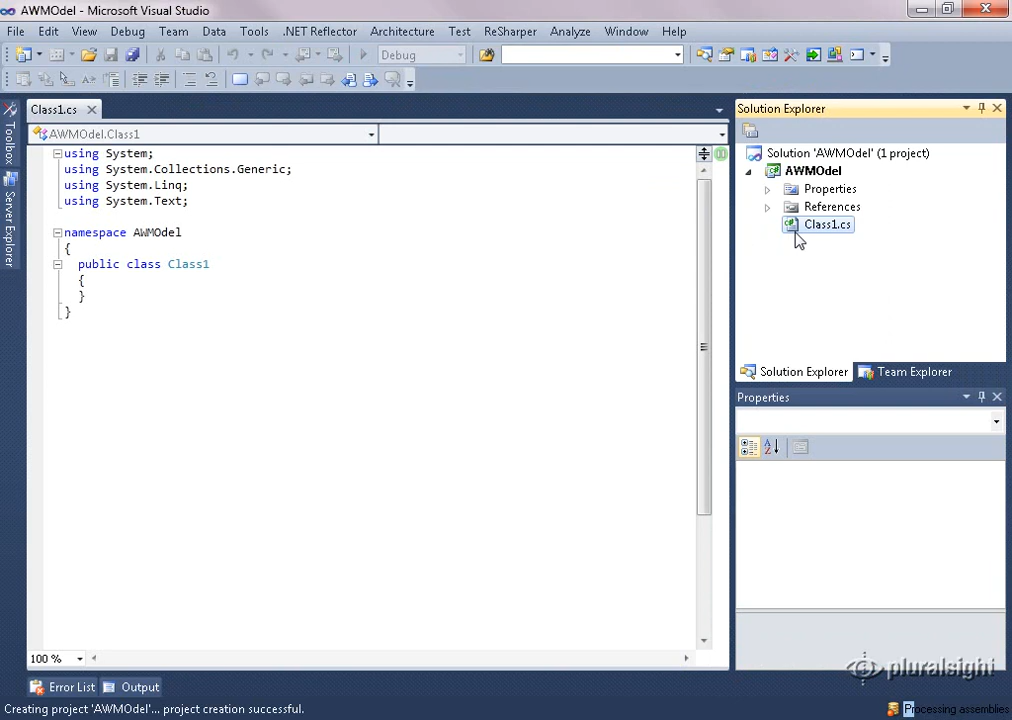 AWMOdel - Microsoft Visual Studio
File Edit View Debug Team Data Tools .NET Reflector Architecture Test ReSharper Analyze Window Help
Debug
Class1.cs
AWMOdel.Class1
using System;
using System.Collections.Generic;
using System.Linq;
using System.Text;
namespace AWMOdel
{
public class Class1
{
}
}
100 %
Toolbox
Server Explorer
Solution Explorer
Solution 'AWMOdel' (1 project)
AWMOdel
Properties
References
Class1.cs
Solution Explorer Team Explorer
Properties
pluralsight
Error List Output
Creating project 'AWMOdel'... project creation successful.
Processing assemblies